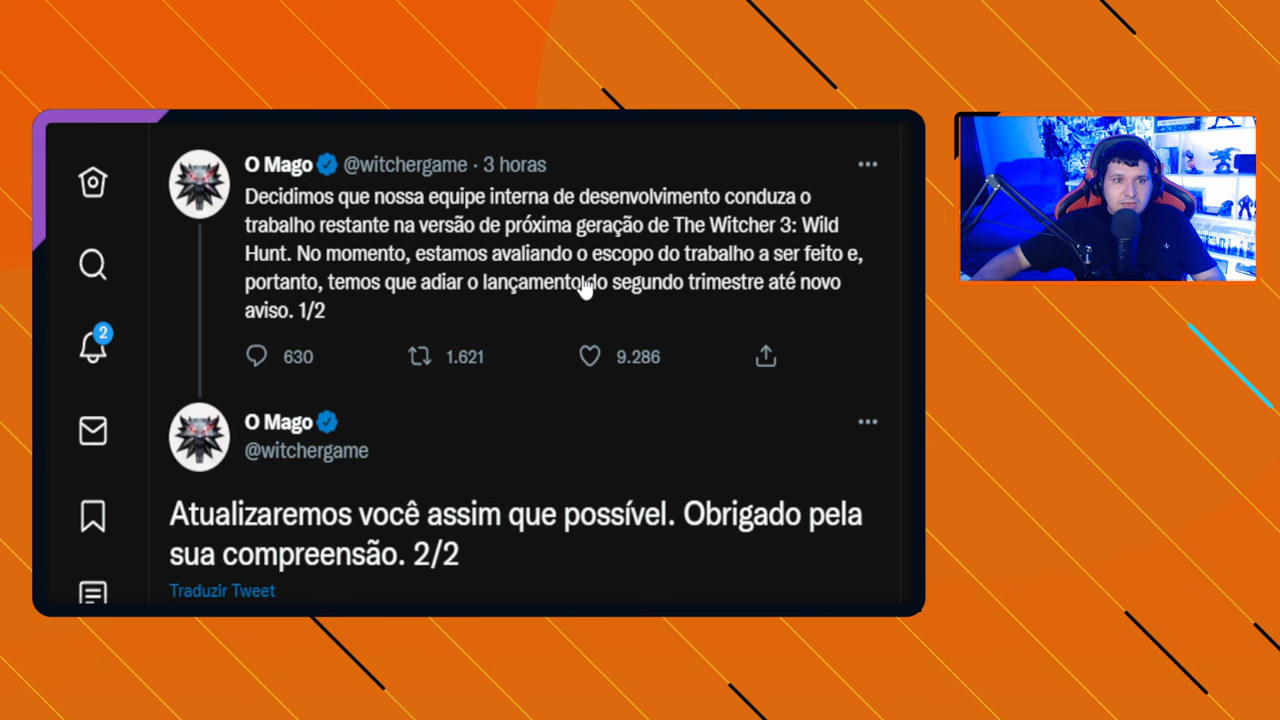 O Mago @witchergame · 3 horas
Decidimos que nossa equipe interna de desenvolvimento conduza o
trabalho restante na versão de próxima geração de The Witcher 3: Wild
Hunt. No momento, estamos avaliando o escopo do trabalho a ser feito e,
portanto, temos que adiar o lançamento do segundo trimestre até novo
aviso. 1/2
630 1.621 9.286
2
O Mago
@witchergame
Atualizaremos você assim que possível. Obrigado pela
sua compreensão. 2/2
Traduzir Tweet